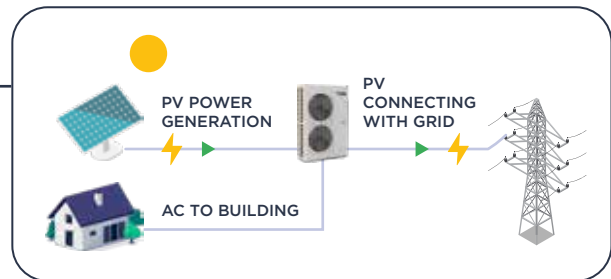 PV POWER
GENERATION
PV
CONNECTING
WITH GRID
AC TO BUILDING